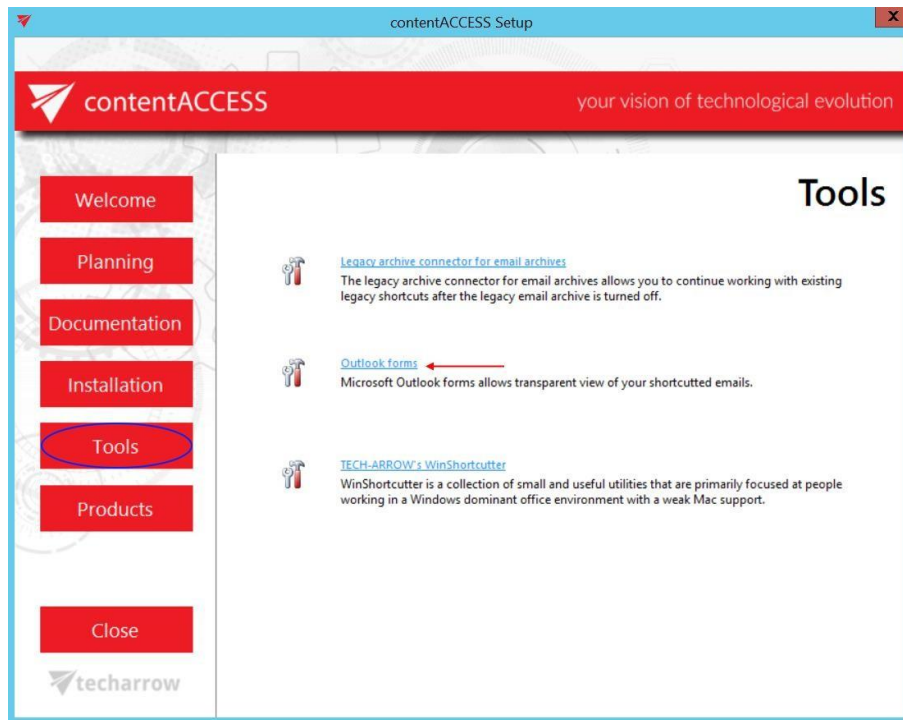 contentACCESS Setup
X
contentACCESS
your vision of technological evolution
Welcome
Planning
Documentation
Installation
Tools
Products
Close
techarrow
Tools
Legacy archive connector for email archives
The legacy archive connector for email archives allows you to continue working with existing
legacy shortcuts after the legacy email archive is turned off.
Outlook forms
Microsoft Outlook forms allows transparent view of your shortcutted emails.
TECH-ARROW's WinShortcutter
WinShortcutter is a collection of small and useful utilities that are primarily focused at people
working in a Windows dominant office environment with a weak Mac support.